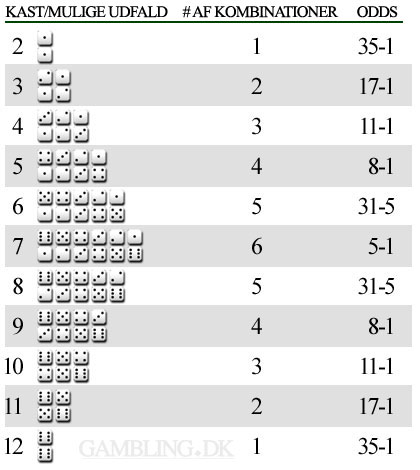 KAST/MULIGE UDFALD # AF KOMBINATIONER ODDS
2 1 35-1
3 2 17-1
4 3 11-1
5 4 8-1
6 5 31-5
7 6 5-1
8 5 31-5
9 4 8-1
10 3 11-1
11 2 17-1
12 1 35-1
GAMBLING.DK